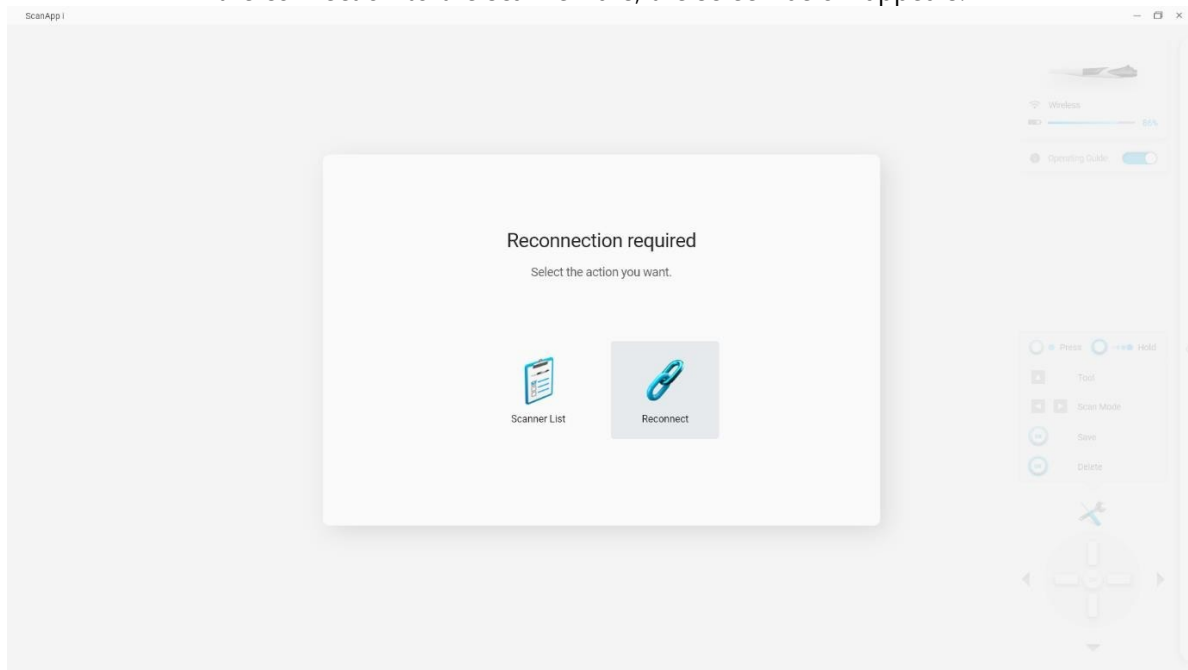 ScanApp i
Wireless
66%
Operating Guide
Reconnection required
Select the action you want.
Scanner List
Reconnect
Press
Hold
Tool
Scan Mode
Save
Delete